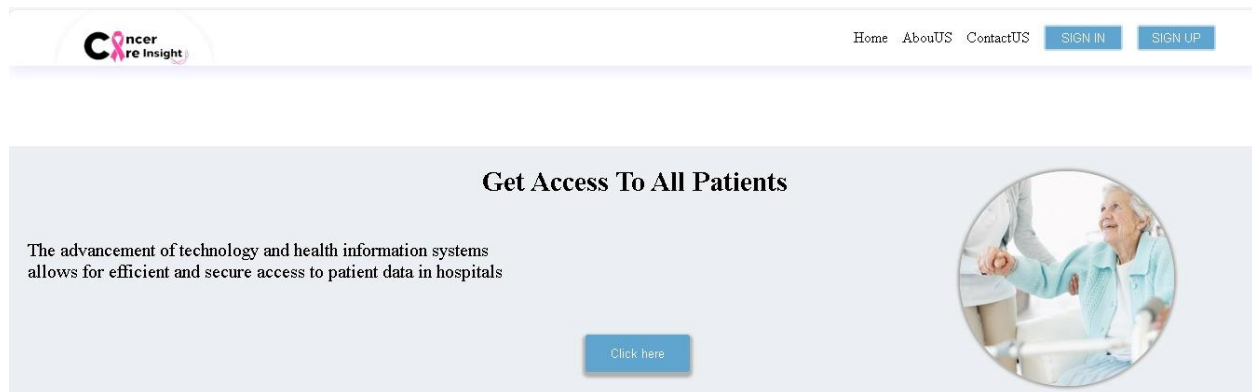 Cancer
Care Insight
Home AbouUS ContactUS SIGN IN SIGN UP
Get Access To All Patients
The advancement of technology and health information systems
allows for efficient and secure access to patient data in hospitals
Click here